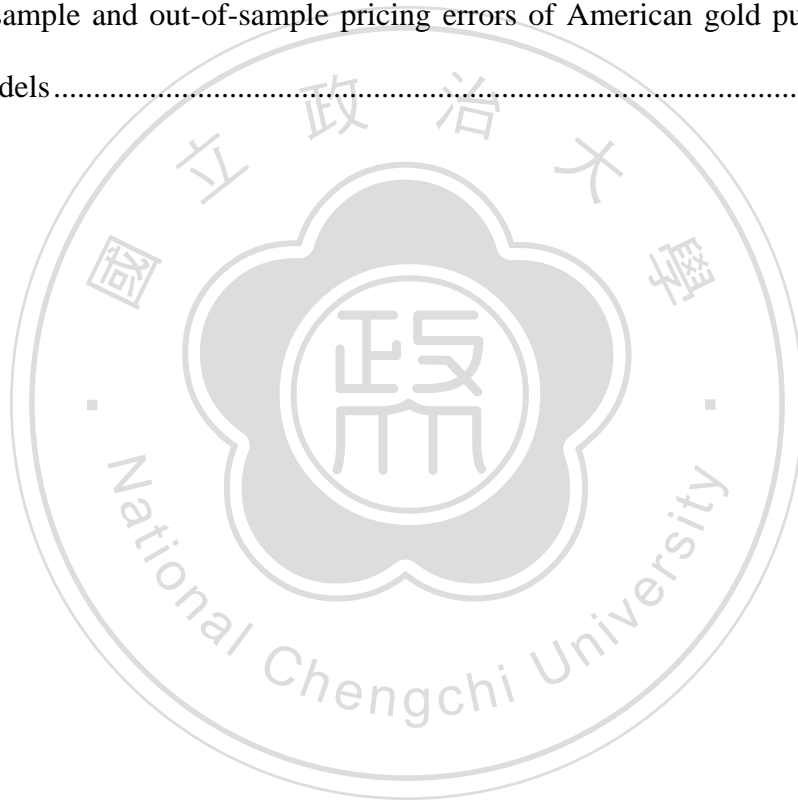 sample and out-of-sample pricing errors of American gold pu
dels................................................................................................
國立政治大學
National Chengchi University